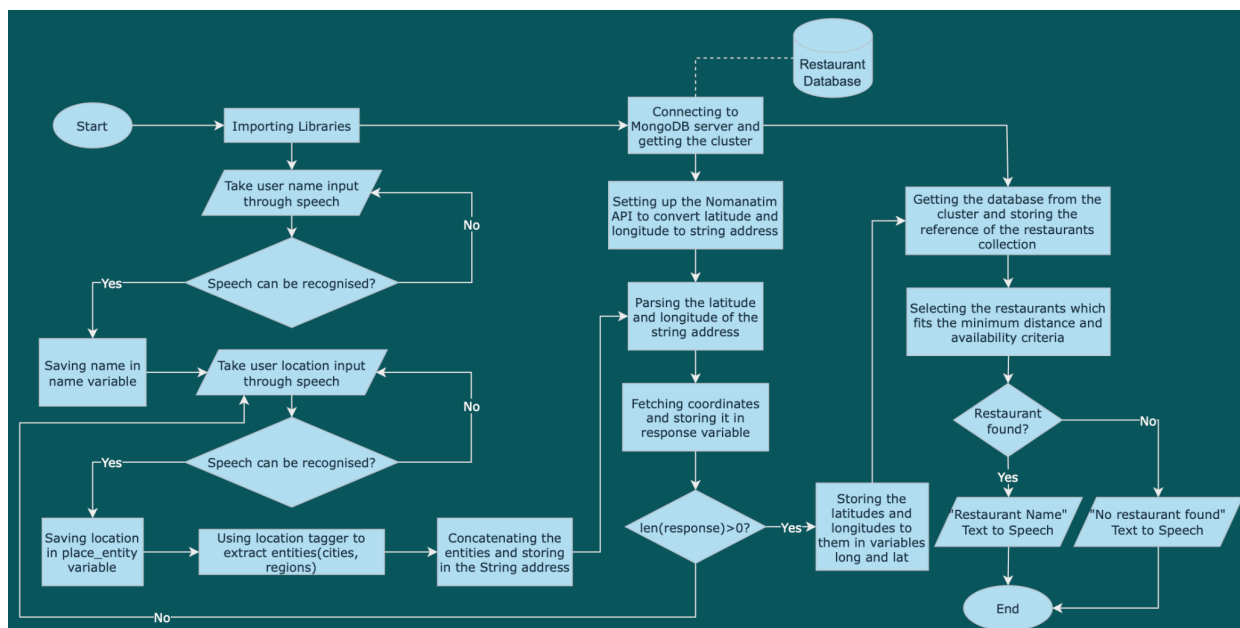 Restaurant
Database
Start
Importing Libraries
Connecting to
MongoDB server and
getting the cluster
Take user name input
through speech
No
Speech can be recognised?
Yes
Saving name in
name variable
Take user location input
through speech
No
Speech can be recognised?
Yes
Saving location
in place_entity
variable
Using location tagger to
extract entities(cities,
regions)
Concatenating the
entities and storing
in the String address
Setting up the Nomanatim
API to convert latitude and
longitude to string address
Parsing the latitude
and longitude of the
string address
Fetching coordinates
and storing it in
response variable
len(response)>0?
No
Yes
Storing the
latitudes and
longitudes to
them in variables
long and lat
Getting the database from the
cluster and storing the
reference of the restaurants
collection
Selecting the restaurants which
fits the minimum distance and
availability criteria
Restaurant
found?
No
Yes
"Restaurant Name"
Text to Speech
"No restaurant found"
Text to Speech
End